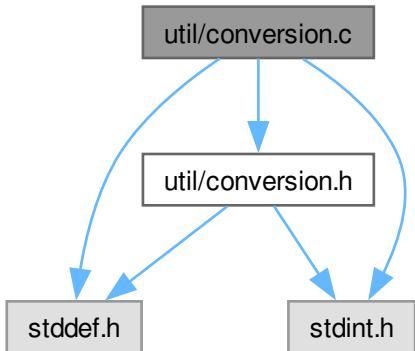 util/conversion.c
util/conversion.h
stddef.h
stdint.h